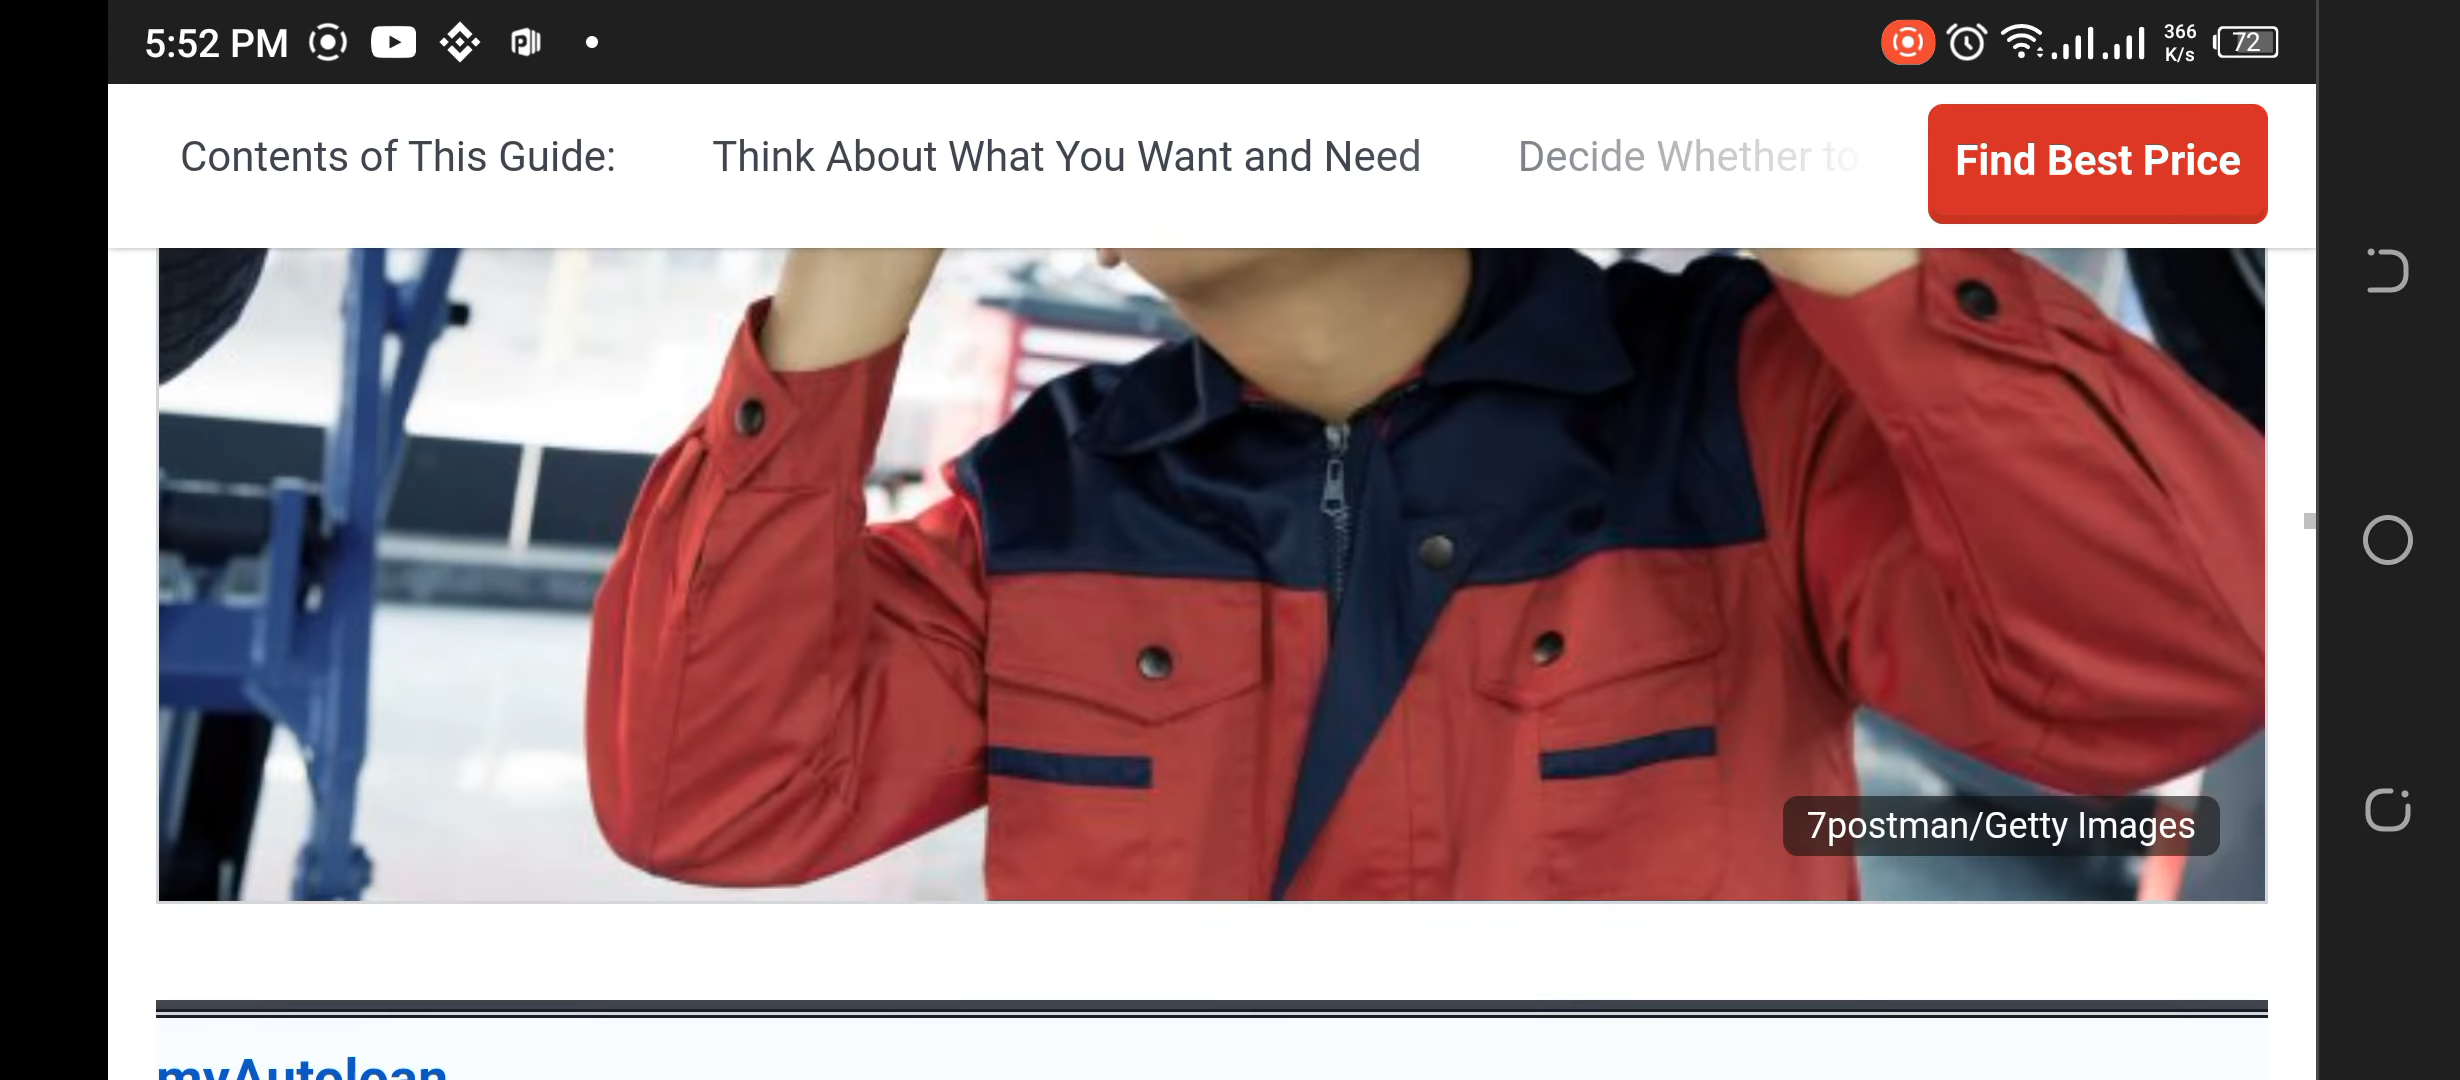 5:52 PM
366
K/s
72
Contents of This Guide:
Think About What You Want and Need
Decide Whether to
Find Best Price
7postman/Getty Images
myAutoloan